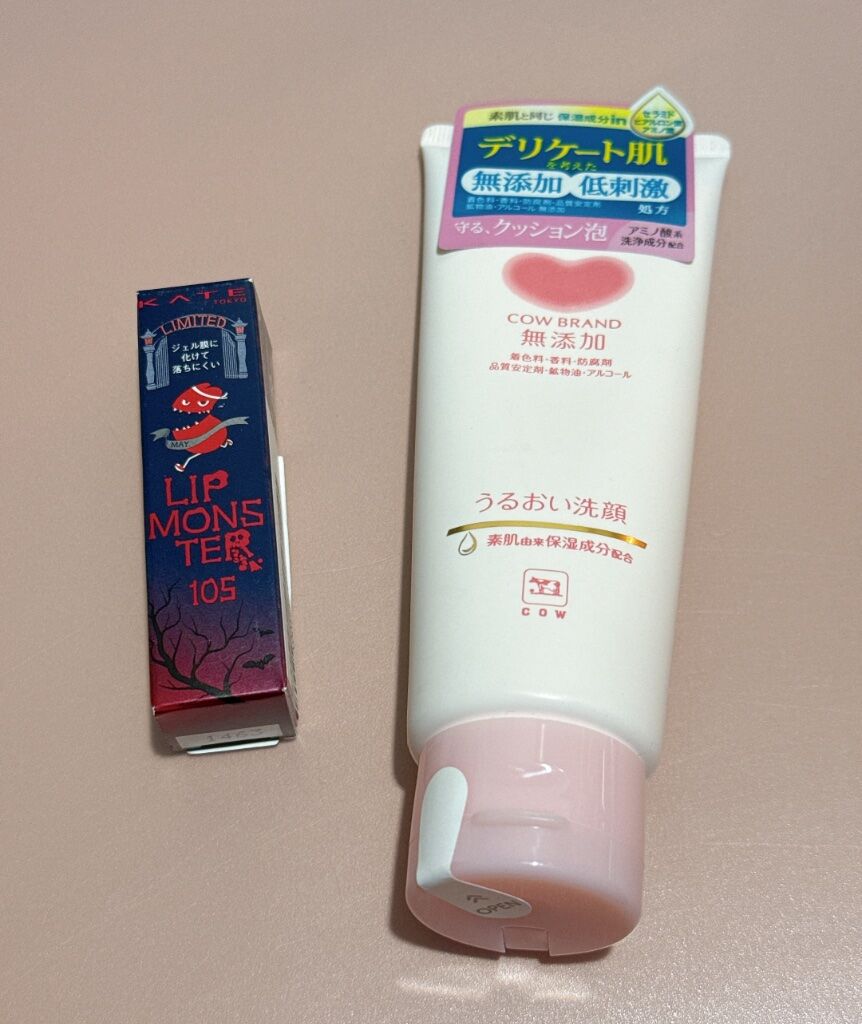 KATE
TOKYO
LIMITED
ジェル膜に
化けて
落ちにくい
MAY
LIP
MONS
TER
105
素肌と同じ 保湿成分in
セラミド
ヒアルロン酸
アミノ酸
デリケート肌
を考えた
無添加 低刺激
着色料・香料・防腐剤・品質安定剤
鉱物油・アルコール 無添加
処方
守る、クッション泡
アミノ酸系
洗浄成分配合
COW BRAND
無添加
着色料・香料・防腐剤
品質安定剤・鉱物油・アルコール
うるおい洗顔
素肌由来保湿成分配合
COW
OPEN